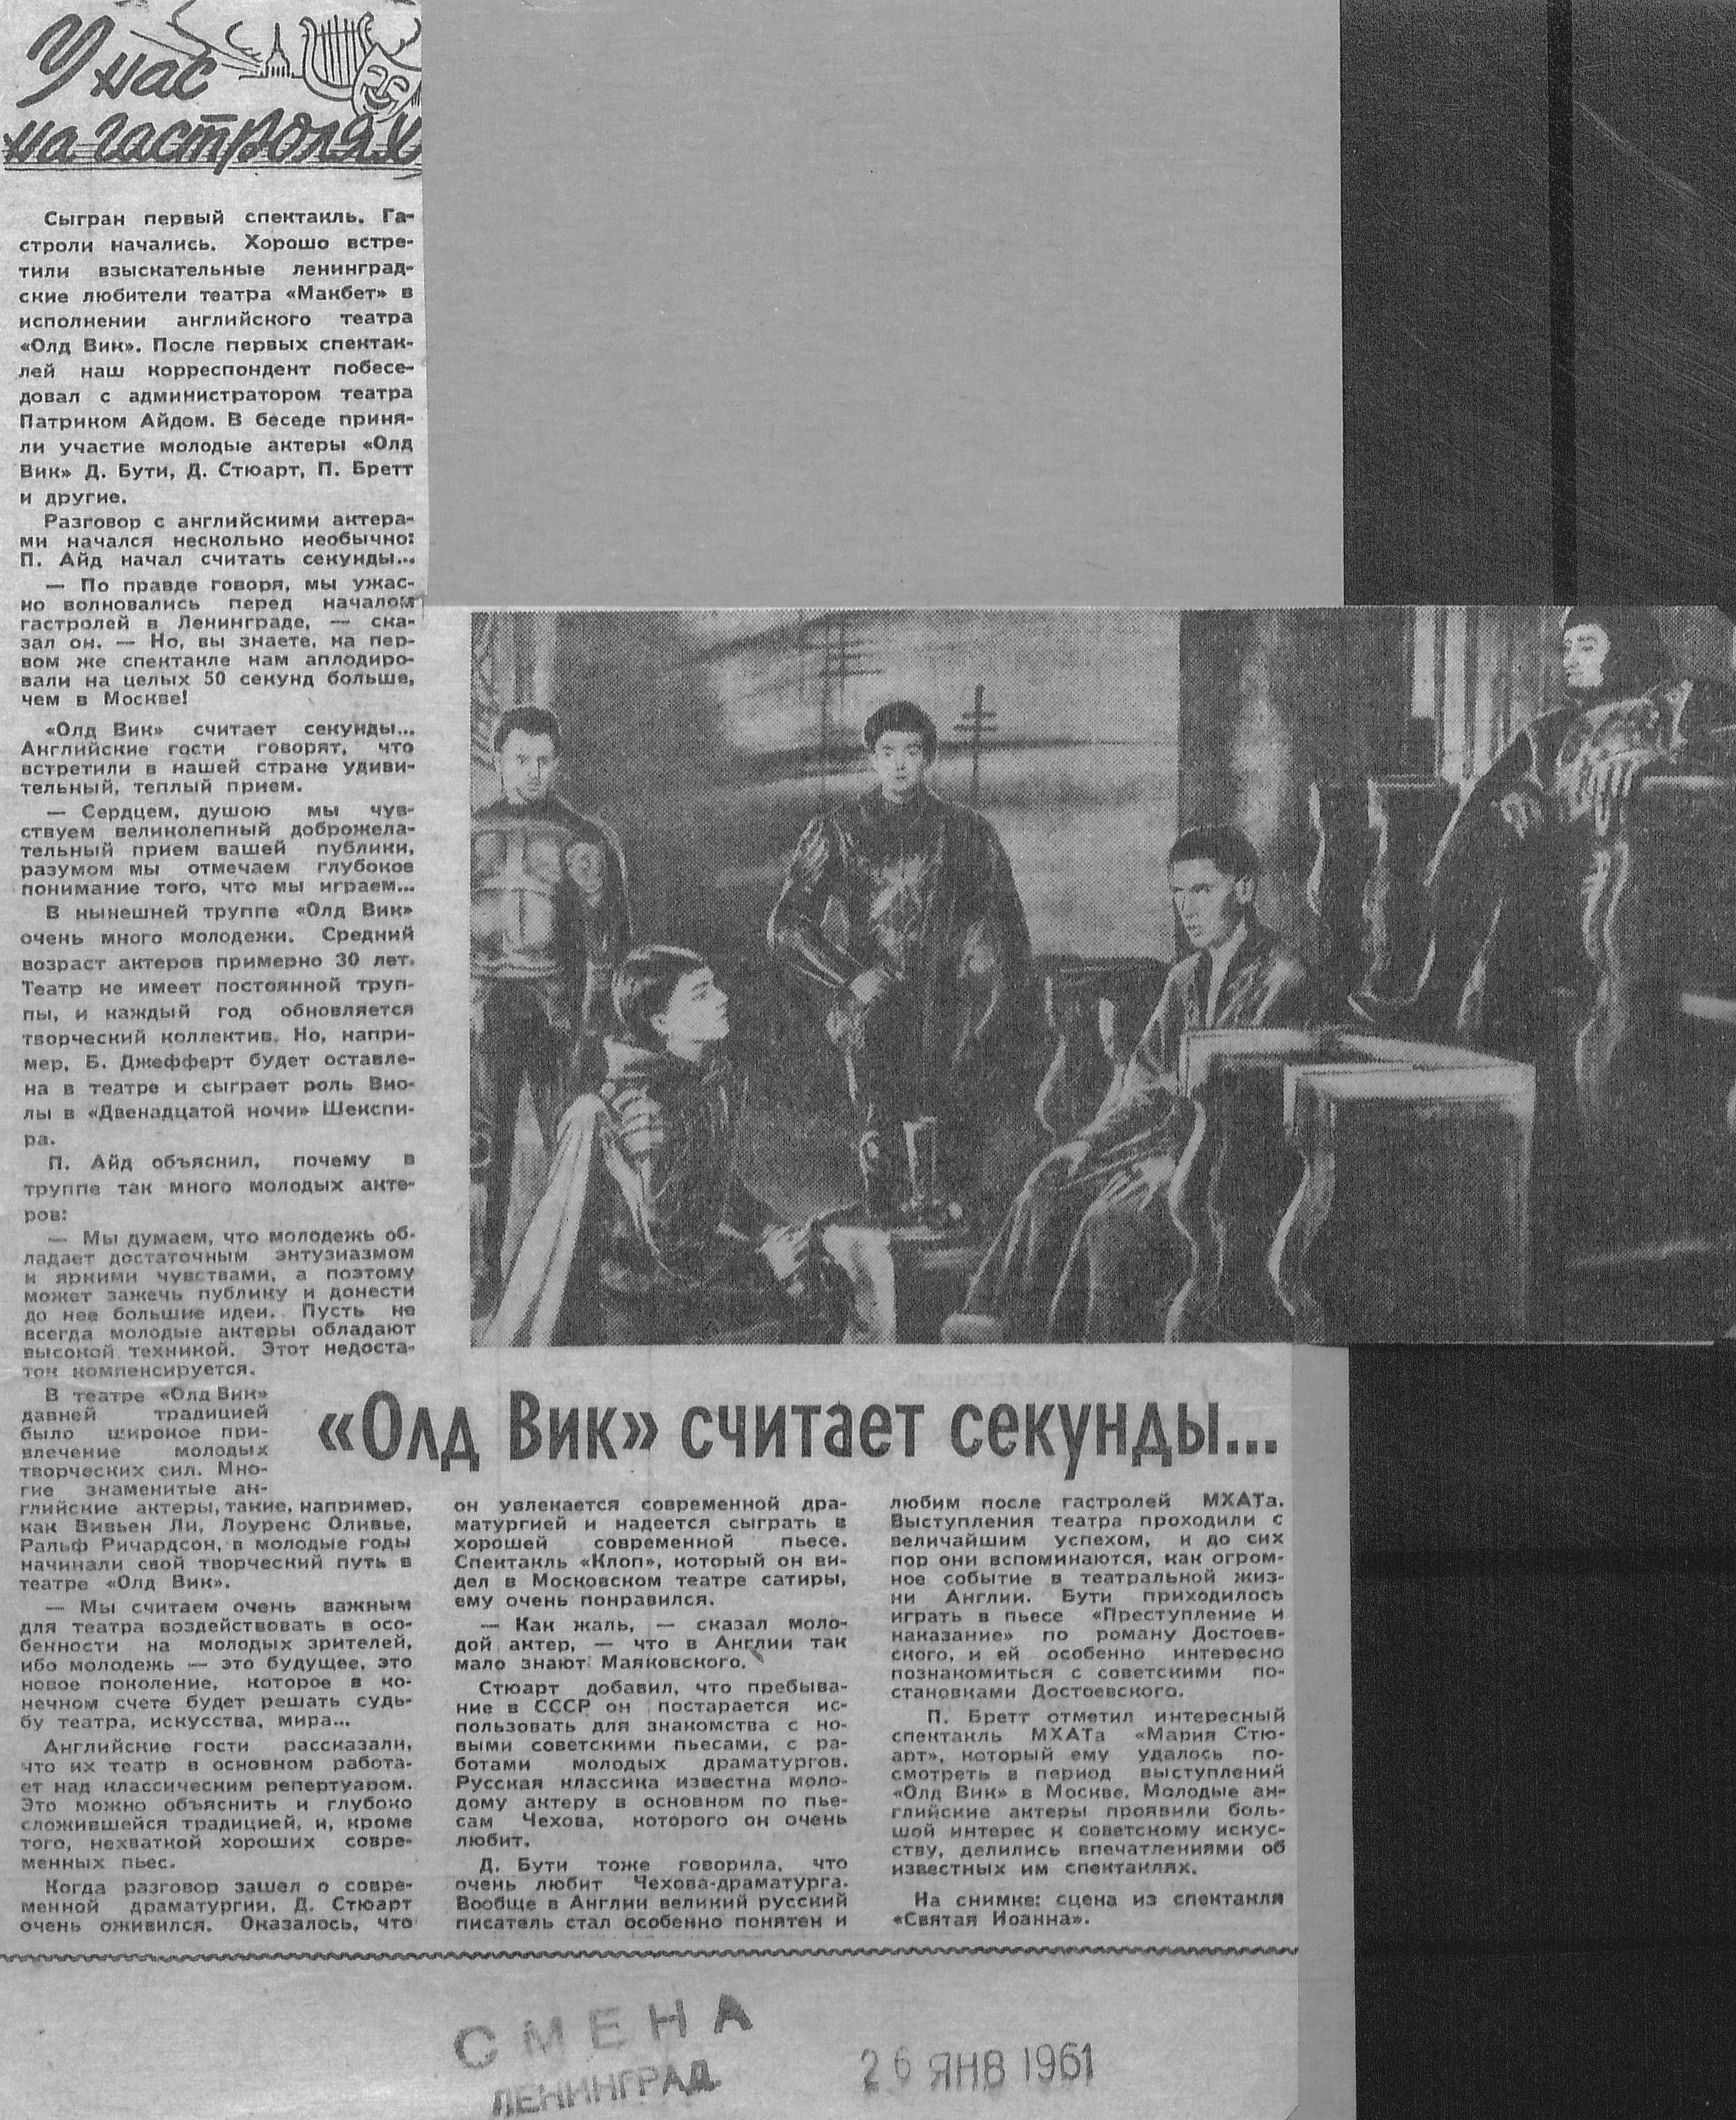 У нас
на гастролях
Сыгран первый спектакль. Га-
строли начались. Хорошо встре-
тили взыскательные ленинград-
ские любители театра «Макбет» в
исполнении английского театра
«Олд Вик». После первых спектак-
лей наш корреспондент побесе-
довал с администратором театра
Патриком Айдом. В беседе приня-
ли участие молодые актеры «Олд
Вик» Д. Бути, Д. Стюарт, П. Бретт
и другие.
Разговор с английскими актера-
ми начался несколько необычно:
П. Айд начал считать секунды...
— По правде говоря, мы ужас-
но волновались перед началом
гастролей в Ленинграде, — ска-
зал он. — Но, вы знаете, на пер-
вом же спектакле нам аплодиро-
вали на целых 50 секунд больше,
чем в Москве!
«Олд Вик» считает секунды...
Английские гости говорят, что
встретили в нашей стране удиви-
тельный, теплый прием.
— Сердцем, душою мы чув-
ствуем великолепный доброжела-
тельный прием вашей публики,
разумом мы отмечаем глубокое
понимание того, что мы играем...
В нынешней труппе «Олд Вик»
очень много молодежи. Средний
возраст актеров примерно 30 лет.
Театр не имеет постоянной труп-
пы, и каждый год обновляется
творческий коллектив. Но, напри-
мер, Б. Джефферт будет оставле-
на в театре и сыграет роль Вио-
лы в «Двенадцатой ночи» Шекспи-
ра.
П. Айд объяснил, почему в
труппе так много молодых акте-
ров:
— Мы думаем, что молодежь об-
ладает достаточным энтузиазмом
и яркими чувствами, а поэтому
может зажечь публику и донести
до нее большие идеи. Пусть не
всегда молодые актеры обладают
высокой техникой. Этот недоста-
ток компенсируется.
В театре «Олд Вик»
давней традицией
было широкое при-
влечение молодых
творческих сил. Мно-
гие знаменитые ан-
глийские актеры, такие, например,
как Вивьен Ли, Лоуренс Оливье,
Ральф Ричардсон, в молодые годы
начинали свой творческий путь в
театре «Олд Вик».
— Мы считаем очень важным
для театра воздействовать в осо-
бенности на молодых зрителей,
ибо молодежь — это будущее, это
новое поколение, которое в ко-
нечном счете будет решать судь-
бу театра, искусства, мира...
Английские гости рассказали,
что их театр в основном работа-
ет над классическим репертуаром.
Это можно объяснить и глубоко
сложившейся традицией, и, кроме
того, нехваткой хороших совре-
менных пьес.
Когда разговор зашел о совре-
менной драматургии, Д. Стюарт
очень оживился. Оказалось, что
«Олд Вик» считает секунды...
он увлекается современной дра-
матургией и надеется сыграть в
хорошей современной пьесе.
Спектакль «Клоп», который он ви-
дел в Московском театре сатиры,
ему очень понравился.
— Как жаль, — сказал моло-
дой актер, — что в Англии так
мало знают Маяковского.
Стюарт добавил, что пребыва-
ние в СССР он постарается ис-
пользовать для знакомства с но-
выми советскими пьесами, с ра-
ботами молодых драматургов.
Русская классика известна моло-
дому актеру в основном по пье-
сам Чехова, которого он очень
любит.
Д. Бути тоже говорила, что
очень любит Чехова-драматурга.
Вообще в Англии великий русский
писатель стал особенно понятен и
любим после гастролей МХАТа.
Выступления театра проходили с
величайшим успехом, и до сих
пор они вспоминаются, как огром-
ное событие в театральной жиз-
ни Англии. Бути приходилось
играть в пьесе «Преступление и
наказание» по роману Достоев-
ского, и ей особенно интересно
познакомиться с советскими по-
становками Достоевского.
П. Бретт отметил интересный
спектакль МХАТа «Мария Стю-
арт», который ему удалось по-
смотреть в период выступлений
«Олд Вик» в Москве. Молодые ан-
глийские актеры проявили боль-
шой интерес к советскому искус-
ству, делились впечатлениями об
известных им спектаклях.
На снимке: сцена из спектакля
«Святая Иоанна».
СМЕНА
ЛЕНИНГРАД
26 ЯНВ 1961